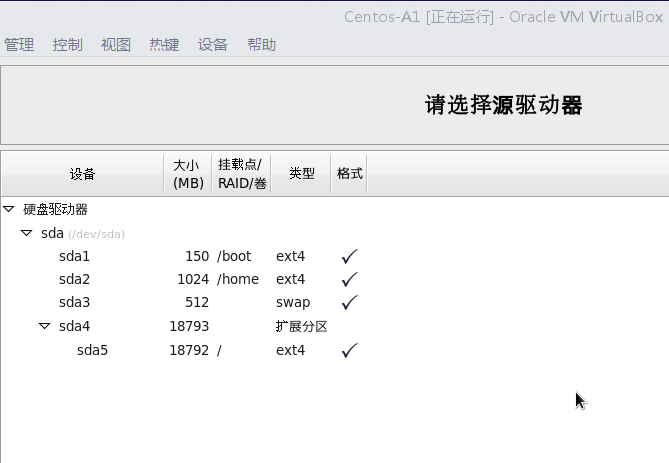 Centos-A1 [正在运行] - Oracle VM VirtualBox
管理 控制 视图 热键 设备 帮助
请选择源驱动器
设备 大小(MB) 挂载点/RAID/卷 类型 格式
硬盘驱动器
sda (/dev/sda)
sda1 150 /boot ext4 ✓
sda2 1024 /home ext4 ✓
sda3 512 swap ✓
sda4 18793 扩展分区
sda5 18792 / ext4 ✓